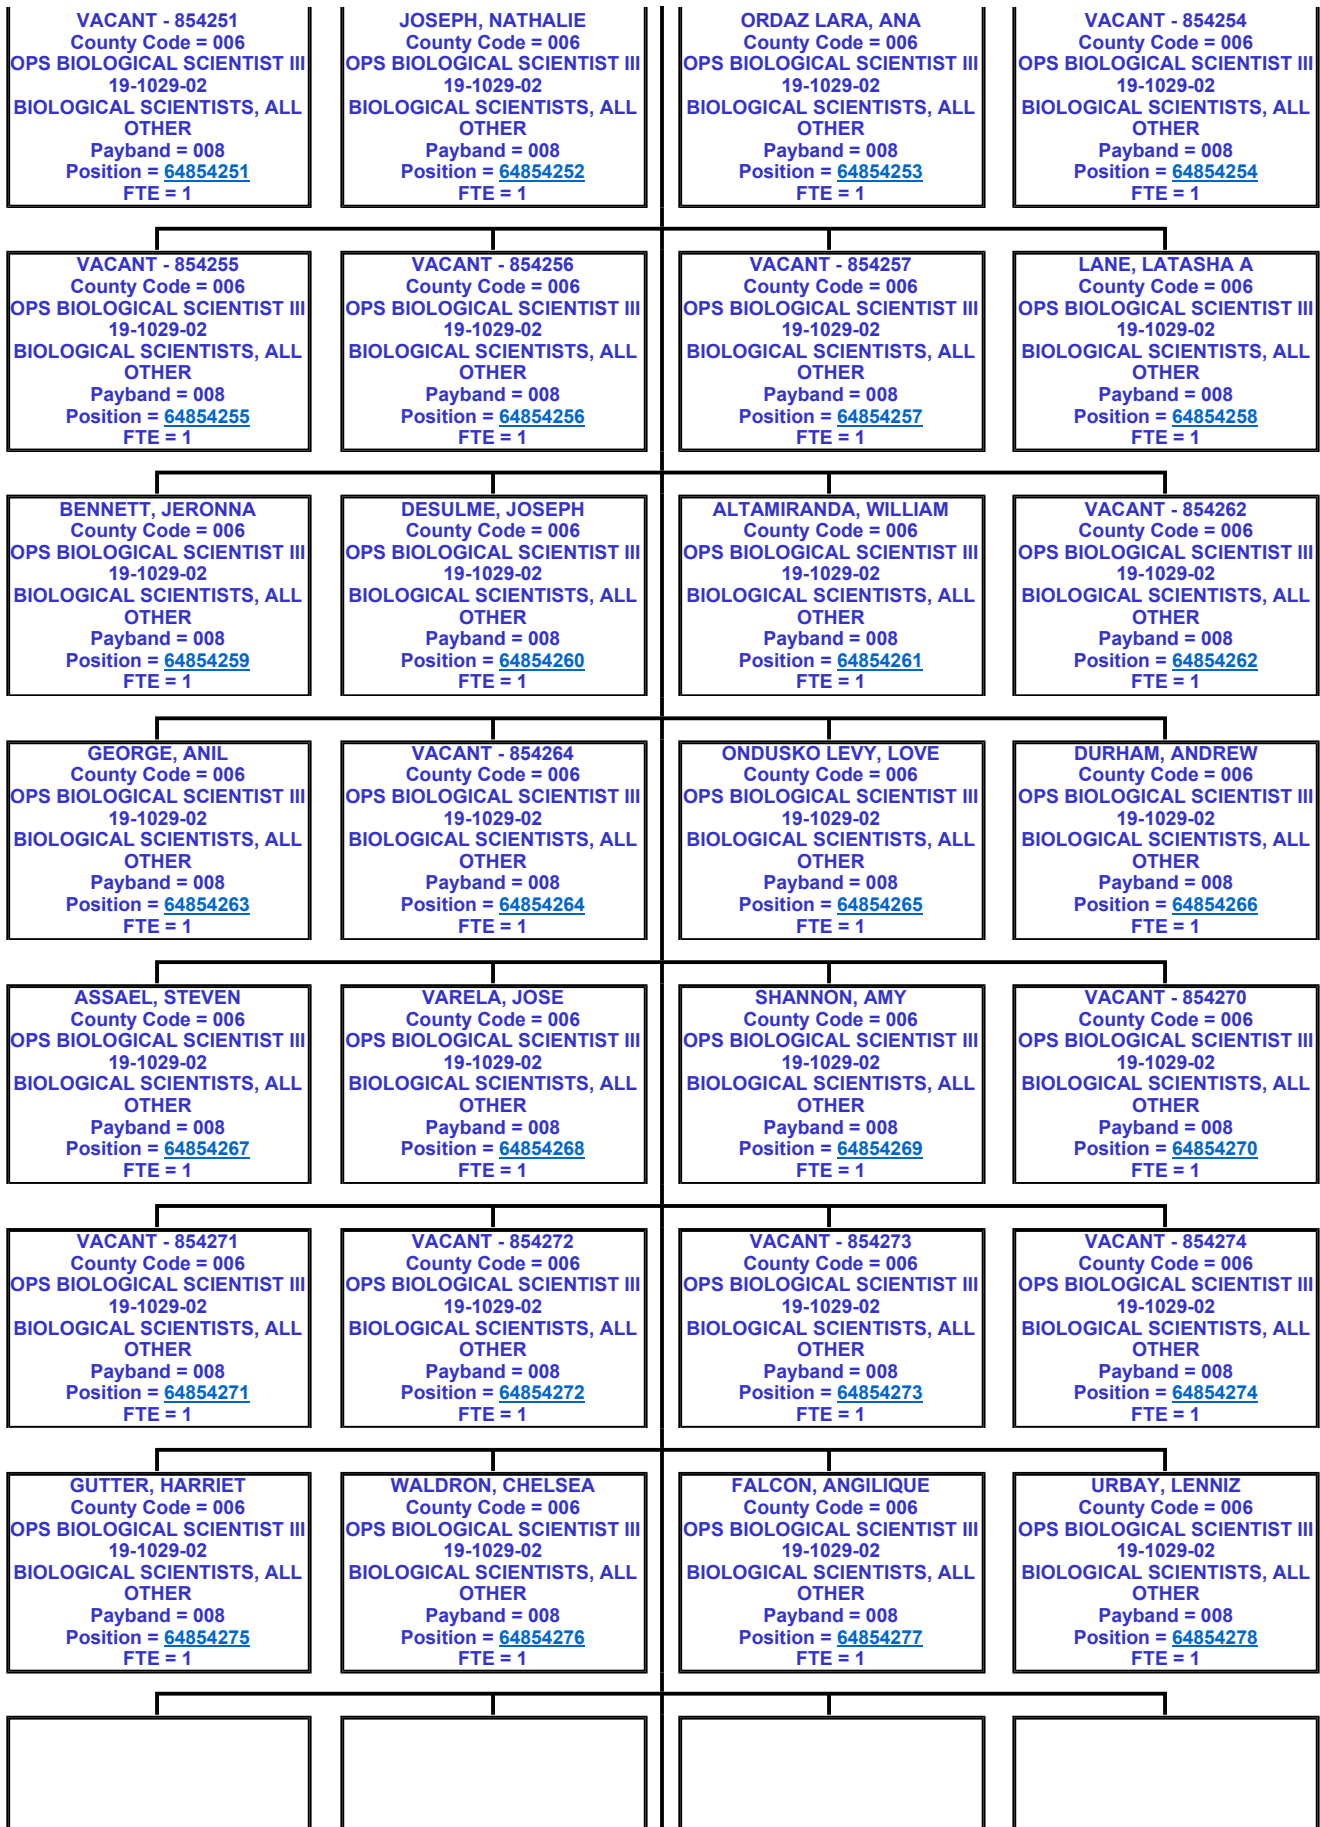 VACANT - 854251
County Code = 006
OPS BIOLOGICAL SCIENTIST III
19-1029-02
BIOLOGICAL SCIENTISTS, ALL
OTHER
Payband = 008
Position = 64854251
FTE = 1
JOSEPH, NATHALIE
County Code = 006
OPS BIOLOGICAL SCIENTIST III
19-1029-02
BIOLOGICAL SCIENTISTS, ALL
OTHER
Payband = 008
Position = 64854252
FTE = 1
ORDAZ LARA, ANA
County Code = 006
OPS BIOLOGICAL SCIENTIST III
19-1029-02
BIOLOGICAL SCIENTISTS, ALL
OTHER
Payband = 008
Position = 64854253
FTE = 1
VACANT - 854254
County Code = 006
OPS BIOLOGICAL SCIENTIST III
19-1029-02
BIOLOGICAL SCIENTISTS, ALL
OTHER
Payband = 008
Position = 64854254
FTE = 1
VACANT - 854255
County Code = 006
OPS BIOLOGICAL SCIENTIST III
19-1029-02
BIOLOGICAL SCIENTISTS, ALL
OTHER
Payband = 008
Position = 64854255
FTE = 1
VACANT - 854256
County Code = 006
OPS BIOLOGICAL SCIENTIST III
19-1029-02
BIOLOGICAL SCIENTISTS, ALL
OTHER
Payband = 008
Position = 64854256
FTE = 1
VACANT - 854257
County Code = 006
OPS BIOLOGICAL SCIENTIST III
19-1029-02
BIOLOGICAL SCIENTISTS, ALL
OTHER
Payband = 008
Position = 64854257
FTE = 1
LANE, LATASHA A
County Code = 006
OPS BIOLOGICAL SCIENTIST III
19-1029-02
BIOLOGICAL SCIENTISTS, ALL
OTHER
Payband = 008
Position = 64854258
FTE = 1
BENNETT, JERONNA
County Code = 006
OPS BIOLOGICAL SCIENTIST III
19-1029-02
BIOLOGICAL SCIENTISTS, ALL
OTHER
Payband = 008
Position = 64854259
FTE = 1
DESULME, JOSEPH
County Code = 006
OPS BIOLOGICAL SCIENTIST III
19-1029-02
BIOLOGICAL SCIENTISTS, ALL
OTHER
Payband = 008
Position = 64854260
FTE = 1
ALTAMIRANDA, WILLIAM
County Code = 006
OPS BIOLOGICAL SCIENTIST III
19-1029-02
BIOLOGICAL SCIENTISTS, ALL
OTHER
Payband = 008
Position = 64854261
FTE = 1
VACANT - 854262
County Code = 006
OPS BIOLOGICAL SCIENTIST III
19-1029-02
BIOLOGICAL SCIENTISTS, ALL
OTHER
Payband = 008
Position = 64854262
FTE = 1
GEORGE, ANIL
County Code = 006
OPS BIOLOGICAL SCIENTIST III
19-1029-02
BIOLOGICAL SCIENTISTS, ALL
OTHER
Payband = 008
Position = 64854263
FTE = 1
VACANT - 854264
County Code = 006
OPS BIOLOGICAL SCIENTIST III
19-1029-02
BIOLOGICAL SCIENTISTS, ALL
OTHER
Payband = 008
Position = 64854264
FTE = 1
ONDUSKO LEVY, LOVE
County Code = 006
OPS BIOLOGICAL SCIENTIST III
19-1029-02
BIOLOGICAL SCIENTISTS, ALL
OTHER
Payband = 008
Position = 64854265
FTE = 1
DURHAM, ANDREW
County Code = 006
OPS BIOLOGICAL SCIENTIST III
19-1029-02
BIOLOGICAL SCIENTISTS, ALL
OTHER
Payband = 008
Position = 64854266
FTE = 1
ASSAEL, STEVEN
County Code = 006
OPS BIOLOGICAL SCIENTIST III
19-1029-02
BIOLOGICAL SCIENTISTS, ALL
OTHER
Payband = 008
Position = 64854267
FTE = 1
VARELA, JOSE
County Code = 006
OPS BIOLOGICAL SCIENTIST III
19-1029-02
BIOLOGICAL SCIENTISTS, ALL
OTHER
Payband = 008
Position = 64854268
FTE = 1
SHANNON, AMY
County Code = 006
OPS BIOLOGICAL SCIENTIST III
19-1029-02
BIOLOGICAL SCIENTISTS, ALL
OTHER
Payband = 008
Position = 64854269
FTE = 1
VACANT - 854270
County Code = 006
OPS BIOLOGICAL SCIENTIST III
19-1029-02
BIOLOGICAL SCIENTISTS, ALL
OTHER
Payband = 008
Position = 64854270
FTE = 1
VACANT - 854271
County Code = 006
OPS BIOLOGICAL SCIENTIST III
19-1029-02
BIOLOGICAL SCIENTISTS, ALL
OTHER
Payband = 008
Position = 64854271
FTE = 1
VACANT - 854272
County Code = 006
OPS BIOLOGICAL SCIENTIST III
19-1029-02
BIOLOGICAL SCIENTISTS, ALL
OTHER
Payband = 008
Position = 64854272
FTE = 1
VACANT - 854273
County Code = 006
OPS BIOLOGICAL SCIENTIST III
19-1029-02
BIOLOGICAL SCIENTISTS, ALL
OTHER
Payband = 008
Position = 64854273
FTE = 1
VACANT - 854274
County Code = 006
OPS BIOLOGICAL SCIENTIST III
19-1029-02
BIOLOGICAL SCIENTISTS, ALL
OTHER
Payband = 008
Position = 64854274
FTE = 1
GUTTER, HARRIET
County Code = 006
OPS BIOLOGICAL SCIENTIST III
19-1029-02
BIOLOGICAL SCIENTISTS, ALL
OTHER
Payband = 008
Position = 64854275
FTE = 1
WALDRON, CHELSEA
County Code = 006
OPS BIOLOGICAL SCIENTIST III
19-1029-02
BIOLOGICAL SCIENTISTS, ALL
OTHER
Payband = 008
Position = 64854276
FTE = 1
FALCON, ANGILIQUE
County Code = 006
OPS BIOLOGICAL SCIENTIST III
19-1029-02
BIOLOGICAL SCIENTISTS, ALL
OTHER
Payband = 008
Position = 64854277
FTE = 1
URBAY, LENNIZ
County Code = 006
OPS BIOLOGICAL SCIENTIST III
19-1029-02
BIOLOGICAL SCIENTISTS, ALL
OTHER
Payband = 008
Position = 64854278
FTE = 1